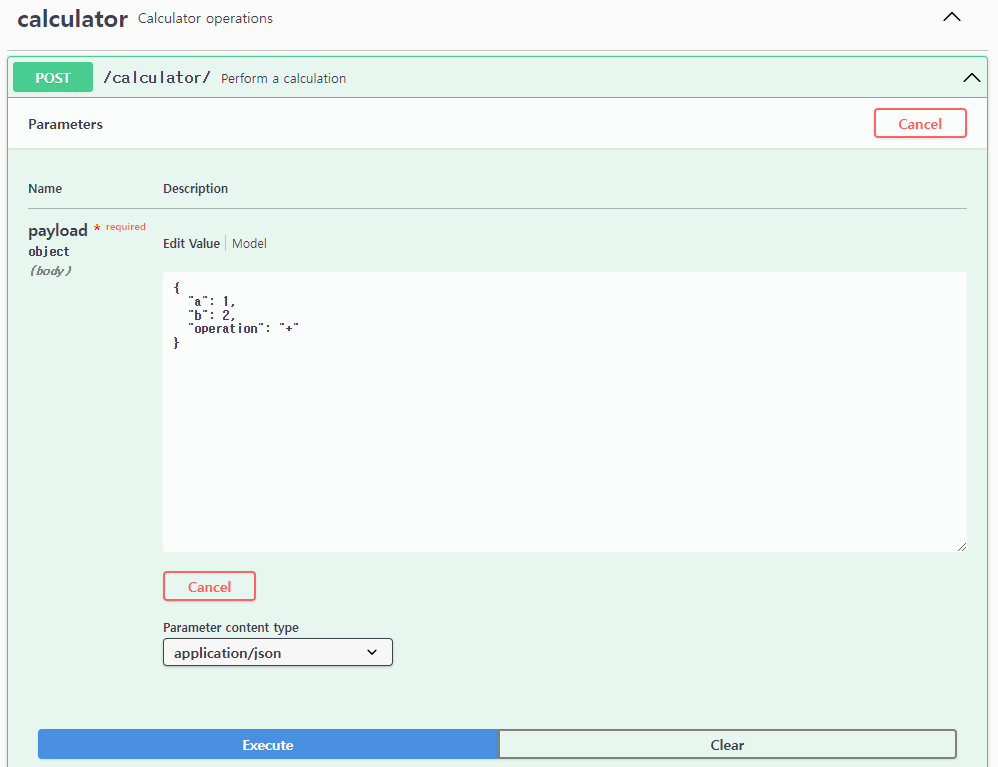 calculator Calculator operations
POST /calculator/ Perform a calculation
Parameters Cancel
Name Description
payload * required
object
(body)
Edit Value Model
{
  "a": 1,
  "b": 2,
  "operation": "+"
}
Cancel
Parameter content type
application/json
Execute Clear